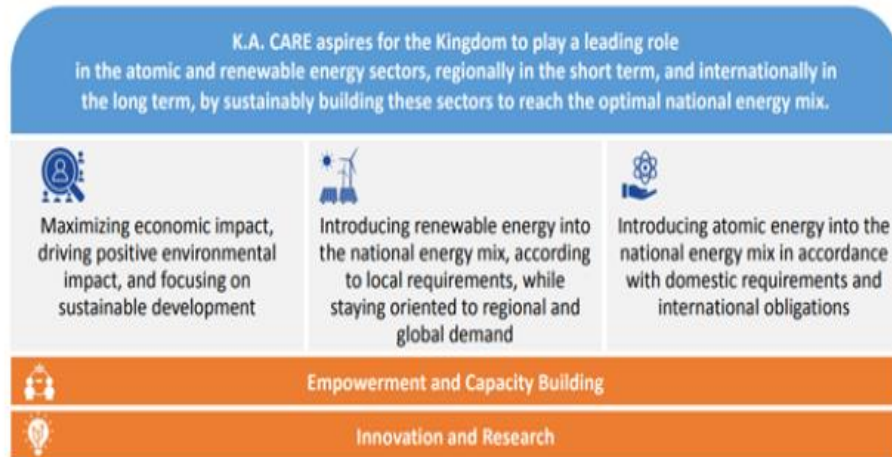 K.A. CARE aspires for the Kingdom to play a leading role
in the atomic and renewable energy sectors, regionally in the short term, and internationally in
the long term, by sustainably building these sectors to reach the optimal national energy mix.
Maximizing economic impact,
driving positive environmental
impact, and focusing on
sustainable development
Introducing renewable energy into
the national energy mix, according
to local requirements, while
staying oriented to regional and
global demand
Introducing atomic energy into the
national energy mix in accordance
with domestic requirements and
international obligations
Empowerment and Capacity Building
Innovation and Research